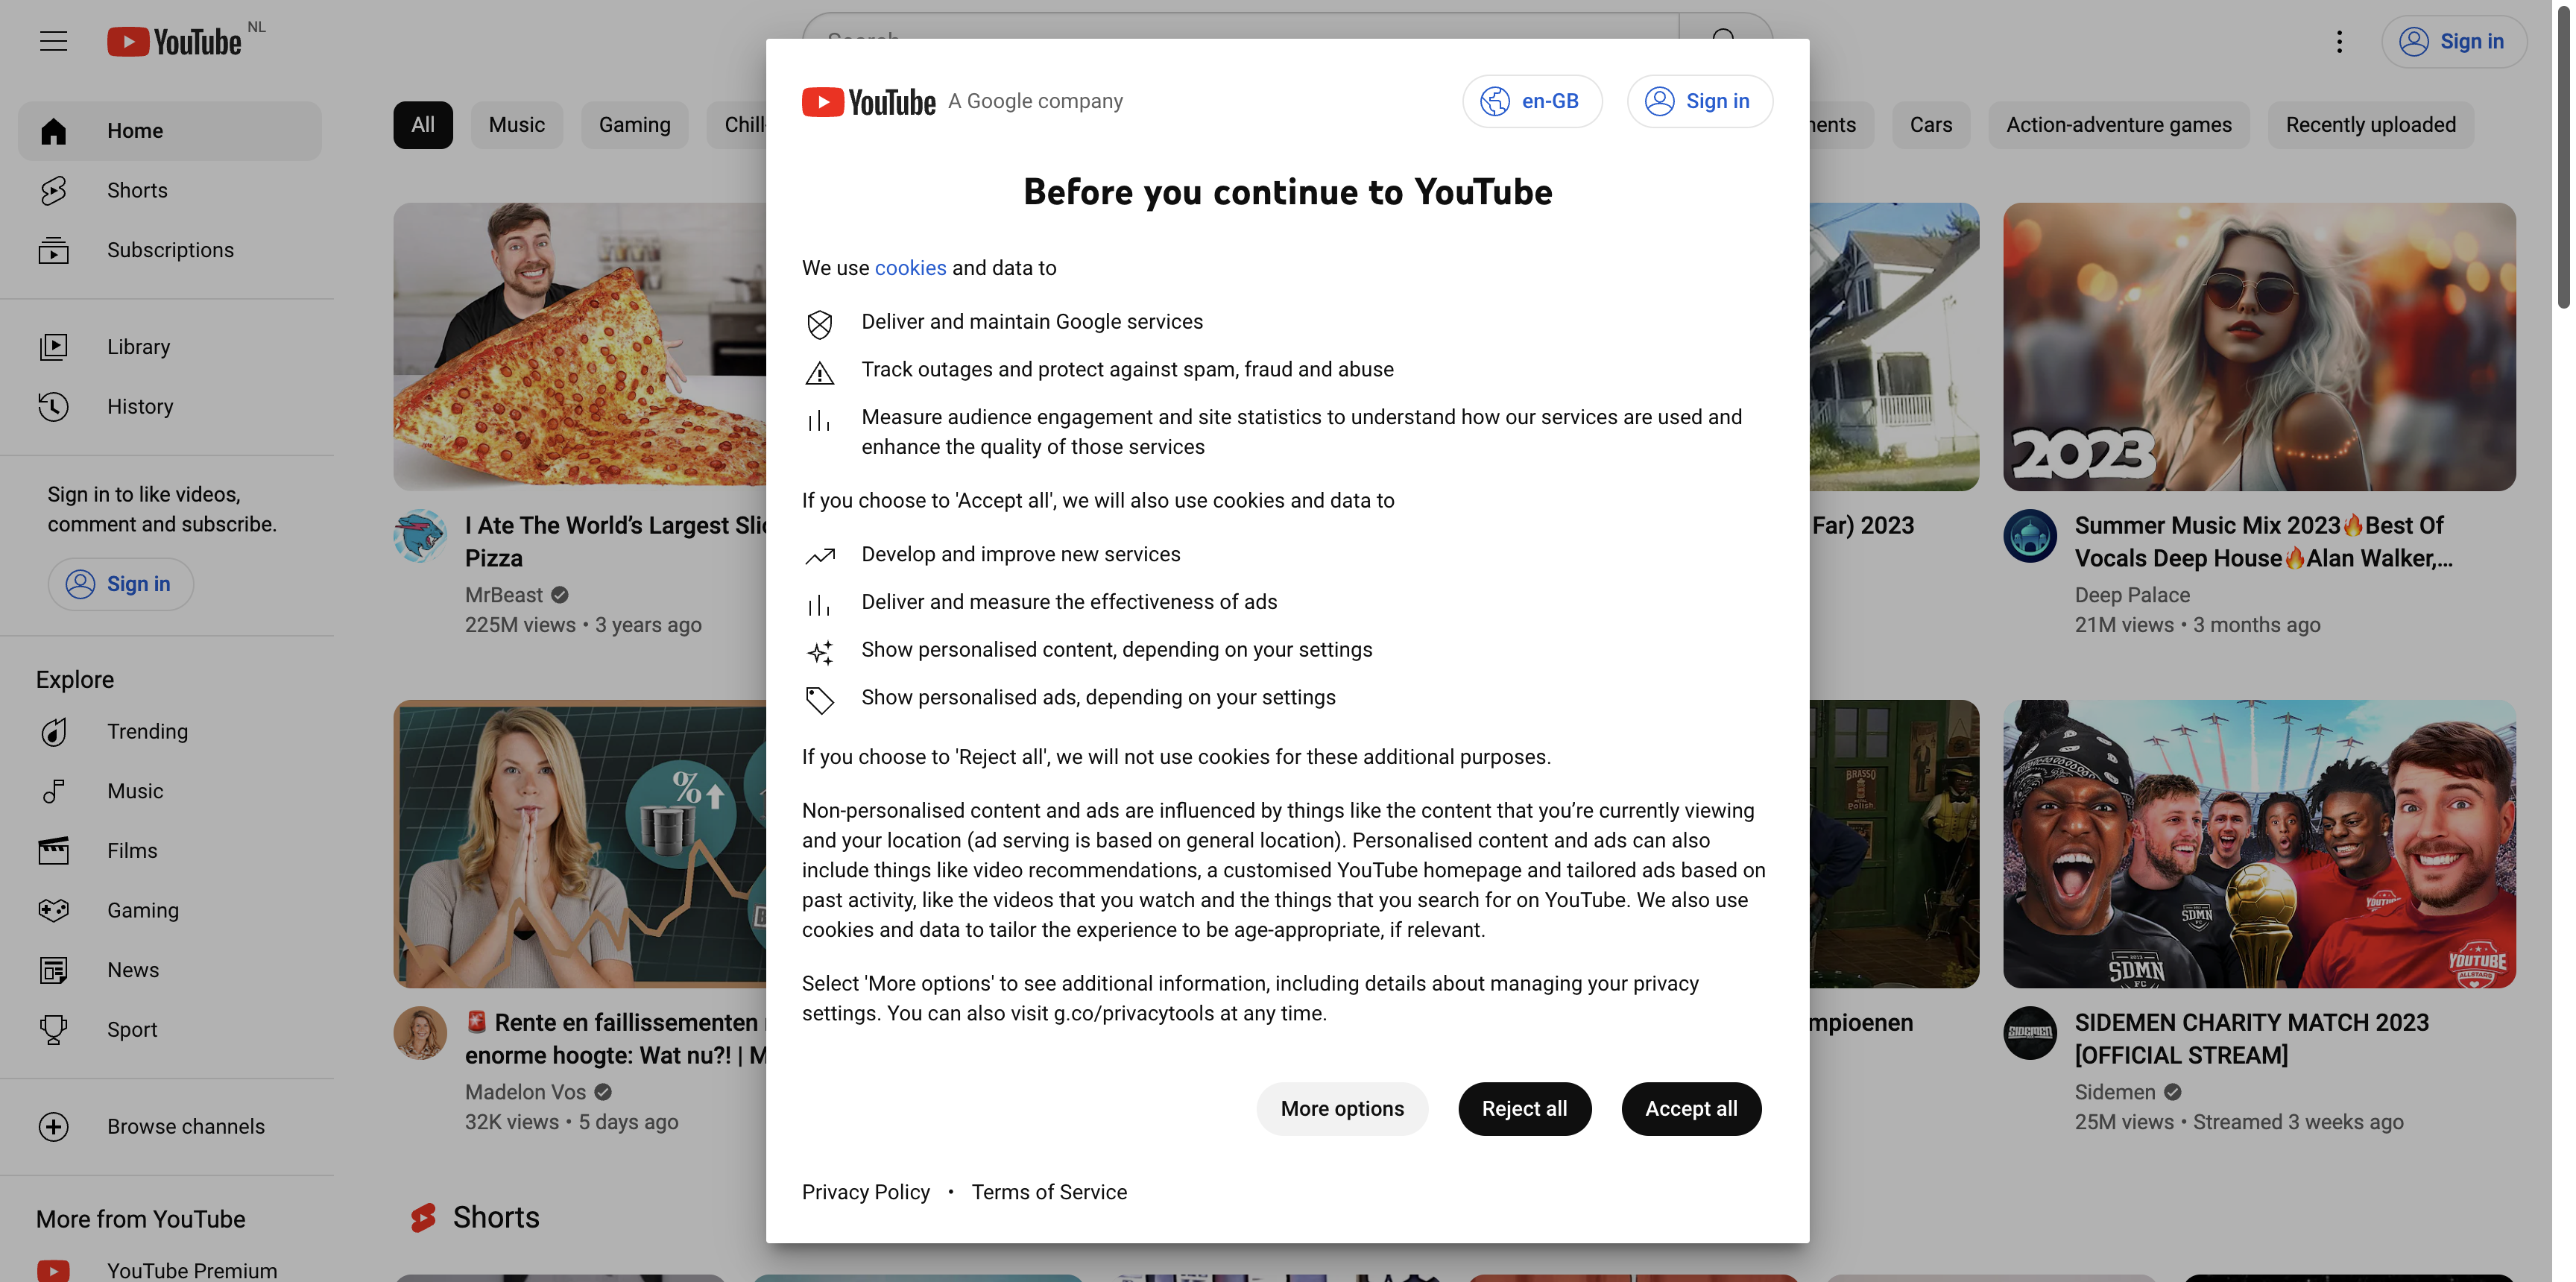 YouTube NL
Search
Sign in
Home
Shorts
Subscriptions
Library
History
Sign in to like videos,
comment and subscribe.
Sign in
Explore
Trending
Music
Films
Gaming
News
Sport
Browse channels
More from YouTube
YouTube Premium
All
Music
Gaming
Cars
Action-adventure games
Recently uploaded
I Ate The World’s Largest
Pizza
MrBeast
225M views • 3 years ago
Far) 2023
2023
Summer Music Mix 2023🔥Best Of
Vocals Deep House🔥Alan Walker,...
Deep Palace
21M views • 3 months ago
%
🚨 Rente en faillissementen
enorme hoogte: Wat nu?! |
Madelon Vos
32K views • 5 days ago
BRASSO
Polish
SDMN
FC
SDMN
FC
YOUTUBE
ALLSTARS
SIDEMEN
SIDEMEN CHARITY MATCH 2023
[OFFICIAL STREAM]
Sidemen
25M views • Streamed 3 weeks ago
Shorts
YouTube A Google company
en-GB
Sign in
Before you continue to YouTube
We use cookies and data to
Deliver and maintain Google services
Track outages and protect against spam, fraud and abuse
Measure audience engagement and site statistics to understand how our services are used and
enhance the quality of those services
If you choose to 'Accept all', we will also use cookies and data to
Develop and improve new services
Deliver and measure the effectiveness of ads
Show personalised content, depending on your settings
Show personalised ads, depending on your settings
If you choose to 'Reject all', we will not use cookies for these additional purposes.
Non-personalised content and ads are influenced by things like the content that you’re currently viewing
and your location (ad serving is based on general location). Personalised content and ads can also
include things like video recommendations, a customised YouTube homepage and tailored ads based on
past activity, like the videos that you watch and the things that you search for on YouTube. We also use
cookies and data to tailor the experience to be age-appropriate, if relevant.
Select 'More options' to see additional information, including details about managing your privacy
settings. You can also visit g.co/privacytools at any time.
More options
Reject all
Accept all
Privacy Policy • Terms of Service